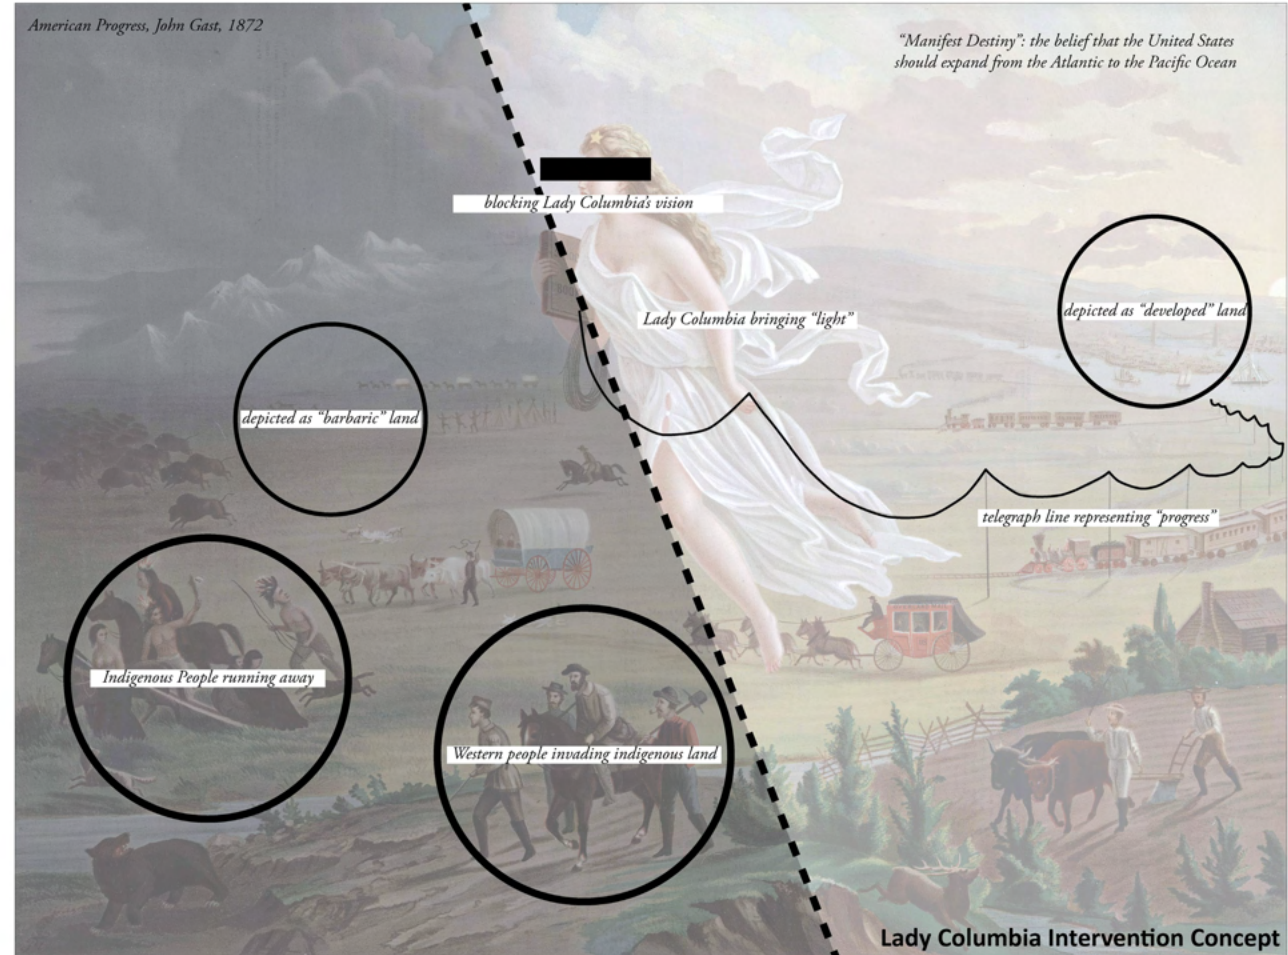 American Progress, John Gast, 1872
“Manifest Destiny”: the belief that the United States
should expand from the Atlantic to the Pacific Ocean
blocking Lady Columbia's vision
Lady Columbia bringing “light”
depicted as “developed” land
depicted as “barbaric” land
telegraph line representing “progress”
Indigenous People running away
Western people invading indigenous land
Lady Columbia Intervention Concept